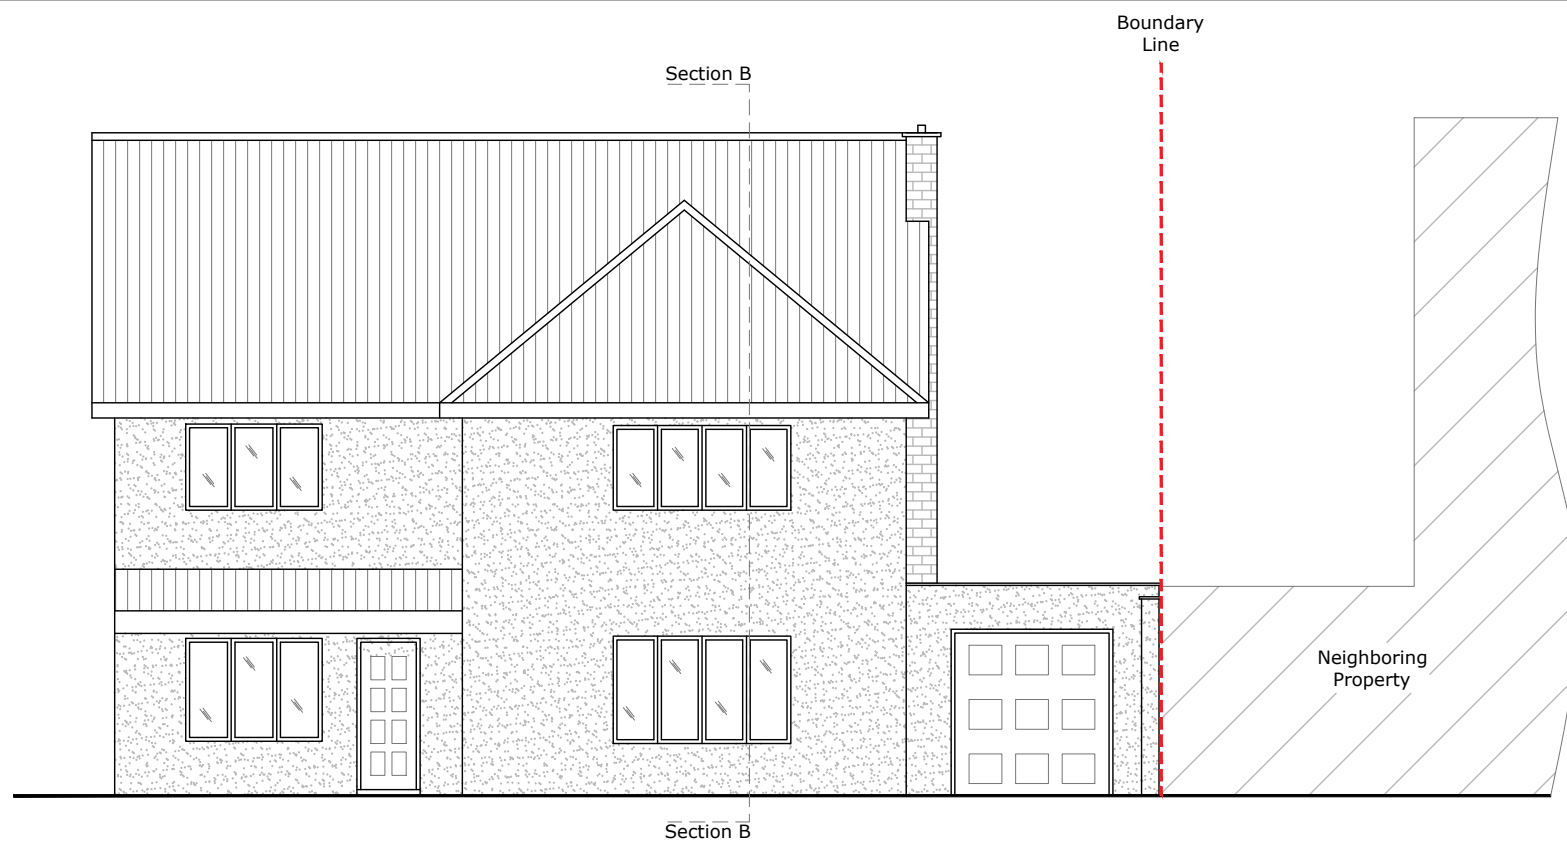 Boundary
Line
Section B
Neighboring
Property
Section B